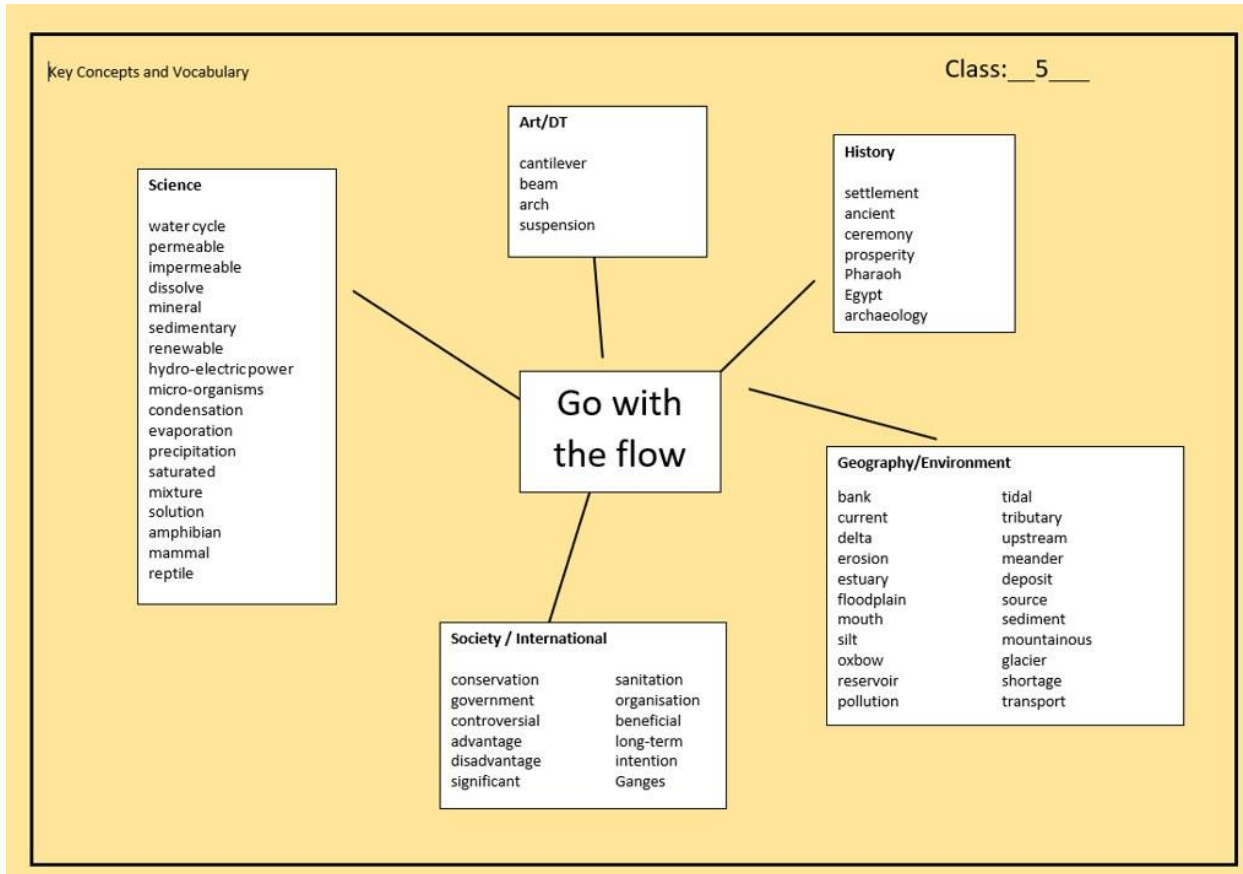 Key Concepts and Vocabulary
Class:__5___
Art/DT
cantilever
beam
arch
suspension
History
settlement
ancient
ceremony
prosperity
Pharaoh
Egypt
archaeology
Science
water cycle
permeable
impermeable
dissolve
mineral
sedimentary
renewable
hydro-electric power
micro-organisms
condensation
evaporation
precipitation
saturated
mixture
solution
amphibian
mammal
reptile
Go with
the flow
Geography/Environment
bank tidal
current tributary
delta upstream
erosion meander
estuary deposit
floodplain source
mouth sediment
silt mountainous
oxbow glacier
reservoir shortage
pollution transport
Society / International
conservation sanitation
government organisation
controversial beneficial
advantage long-term
disadvantage intention
significant Ganges